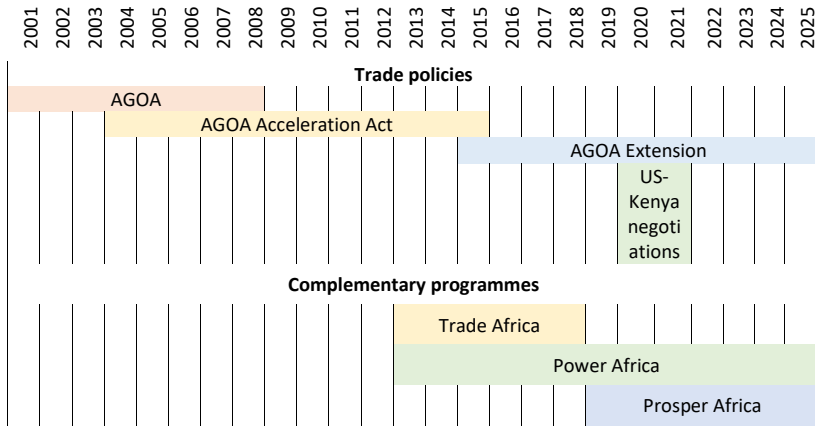 2001 2002 2003 2004 2005 2006 2007 2008 2009 2010 2011 2012 2013 2014 2015 2016 2017 2018 2019 2020 2021 2022 2023 2024 2025
Trade policies
AGOA
AGOA Acceleration Act
AGOA Extension
US-
Kenya
negoti
ations
Complementary programmes
Trade Africa
Power Africa
Prosper Africa